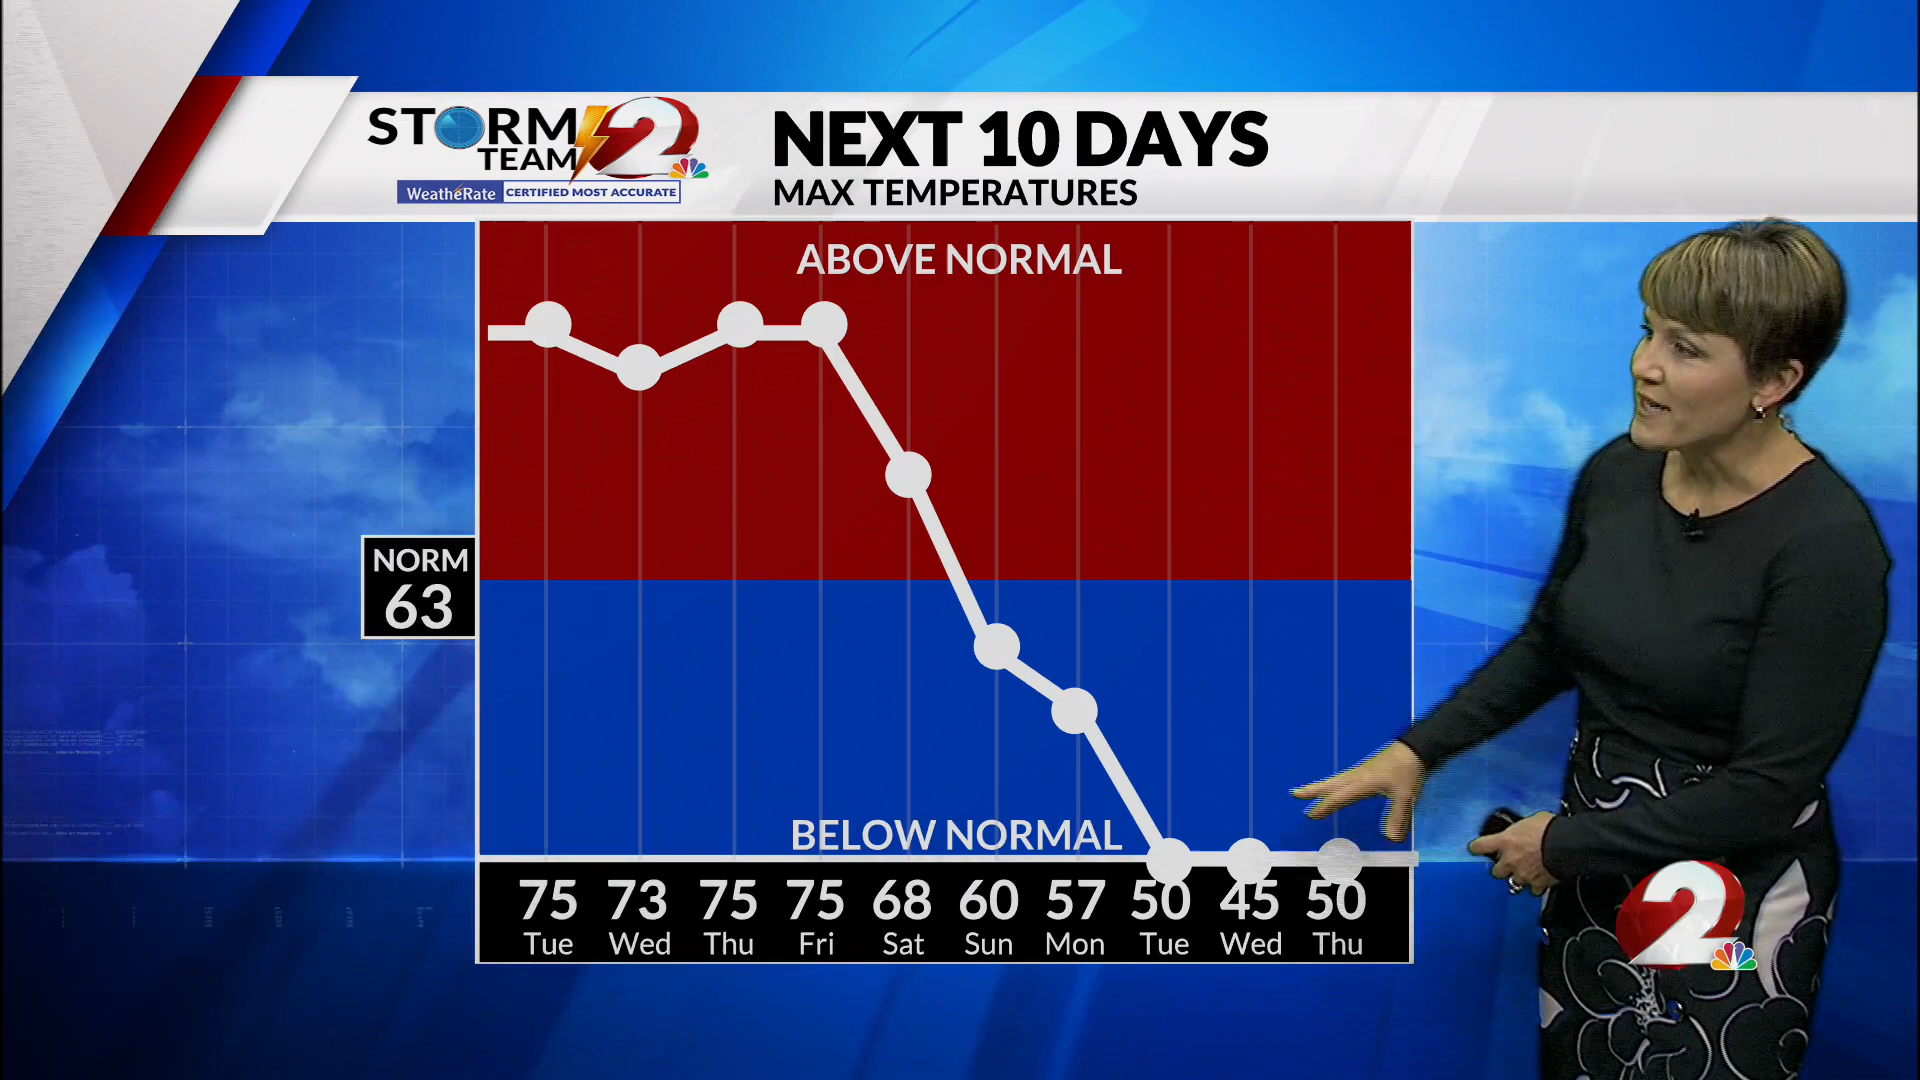 STORM
TEAM 2
WeatheRate CERTIFIED MOST ACCURATE
NEXT 10 DAYS
MAX TEMPERATURES
ABOVE NORMAL
NORM
63
BELOW NORMAL
75 73 75 75 68 60 57 50 45 50
Tue Wed Thu Fri Sat Sun Mon Tue Wed Thu
2